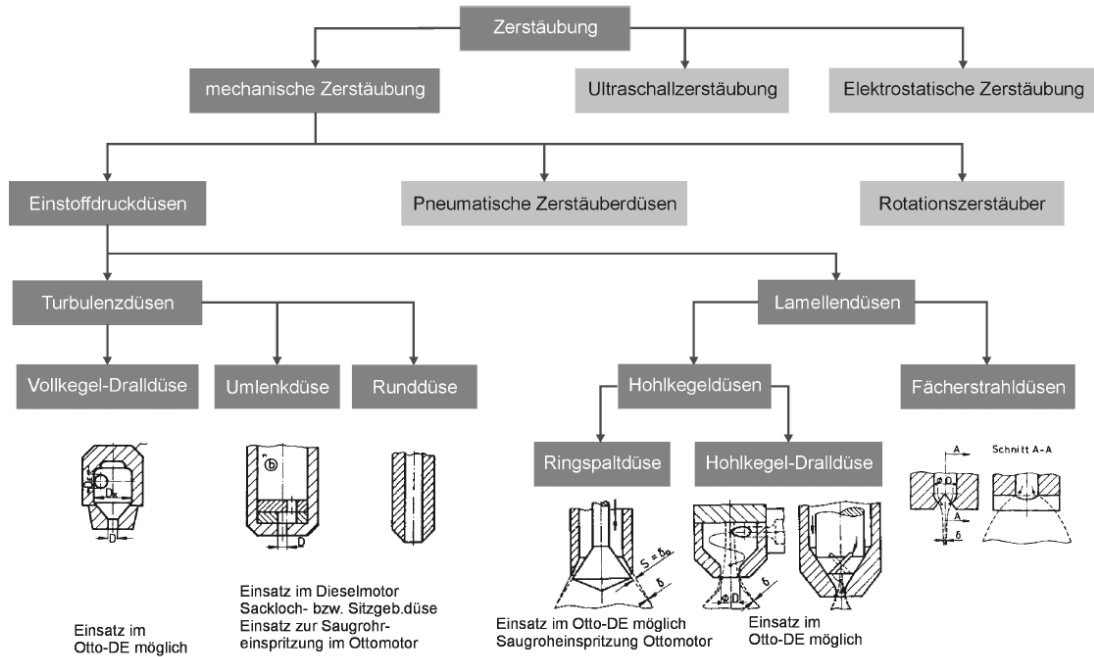 Zerstäubung
mechanische Zerstäubung
Ultraschallzerstäubung
Elektrostatische Zerstäubung
Einstoffdruckdüsen
Pneumatische Zerstäuberdüsen
Rotationszerstäuber
Turbulenzdüsen
Lamellendüsen
Vollkegel-Dralldüse
Umlenkdüse
Runddüse
Hohlkegeldüsen
Fächerstrahldüsen
Ringspaltdüse
Hohlkegel-Dralldüse
A
Schnitt A-A
b
D
D
S = δ₀
δ
D
δ
D
A
δ
Einsatz im
Otto-DE möglich
Einsatz im Dieselmotor
Sackloch- bzw. Sitzgeb.düse
Einsatz zur Saugrohr-
einspritzung im Ottomotor
Einsatz im Otto-DE möglich
Saugroheinspritzung Ottomotor
Einsatz im
Otto-DE möglich